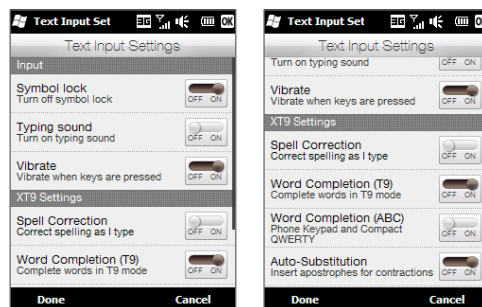 Text Input Set 3G OK
Text Input Settings
Input
Symbol lock
Turn off symbol lock
OFF ON
Typing sound
Turn on typing sound
OFF ON
Vibrate
Vibrate when keys are pressed
OFF ON
XT9 Settings
Spell Correction
Correct spelling as I type
OFF ON
Word Completion (T9)
Complete words in T9 mode
OFF ON
Done Cancel
Text Input Set 3G
Text Input Settings
Turn on typing sound
OFF ON
Vibrate
Vibrate when keys are pressed
OFF ON
XT9 Settings
Spell Correction
Correct spelling as I type
OFF ON
Word Completion (T9)
Complete words in T9 mode
OFF ON
Word Completion (ABC)
Phone Keypad and Compact
QWERTY
OFF ON
Auto-Substitution
Insert apostrophes for contractions
OFF ON
Done Cancel